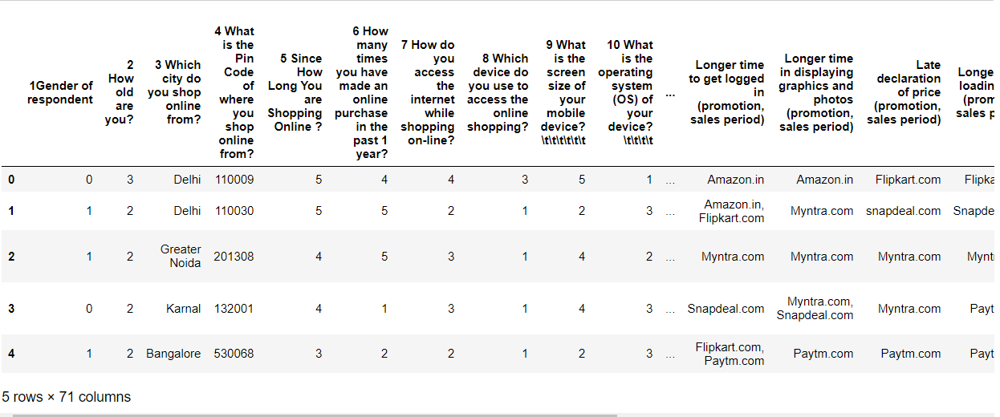 1Gender of respondent	2 How old are you?	3 Which city do you shop online from?	4 What is the Pin Code of where you shop online from?	5 Since How Long You are Shopping Online ?	6 How many times you have made an online purchase in the past 1 year?	7 How do you access the internet while shopping on-line?	8 Which device do you use to access the online shopping?	9 What is the screen size of your mobile device? \t\t\t\t\t\t	10 What is the operating system (OS) of your device? \t\t\t\t	...	Longer time to get logged in (promotion, sales period)	Longer time in displaying graphics and photos (promotion, sales period)	Late declaration of price (promotion, sales period)	Longe loadin (prom sales p
0	0	3	Delhi	110009	5	4	4	3	5	1	...	Amazon.in	Amazon.in	Flipkart.com	Flipka
1	1	2	Delhi	110030	5	5	2	1	2	3	...	Amazon.in, Flipkart.com	Myntra.com	snapdeal.com	Snapde
2	1	2	Greater Noida	201308	4	5	3	1	4	2	...	Myntra.com	Myntra.com	Myntra.com	Mynt
3	0	2	Karnal	132001	4	1	3	1	4	3	...	Snapdeal.com	Myntra.com, Snapdeal.com	Myntra.com	Payt
4	1	2	Bangalore	530068	3	2	2	1	2	3	...	Flipkart.com, Paytm.com	Paytm.com	Paytm.com	Payt
5 rows × 71 columns